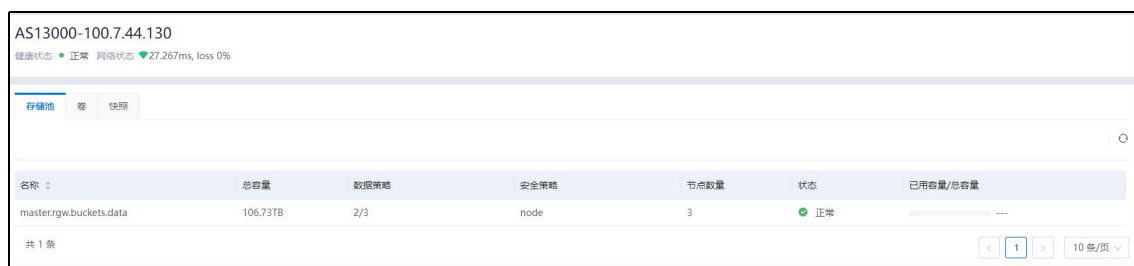 AS13000-100.7.44.130
健康状态 正常 网络状态 27.267ms, loss 0%
存储池 卷 快照
名称 总容量 数据策略 安全策略 节点数量 状态 已用容量/总容量
master.rgw.buckets.data 106.73TB 2/3 node 3 正常 ---
共 1 条 < 1 > 10 条/页